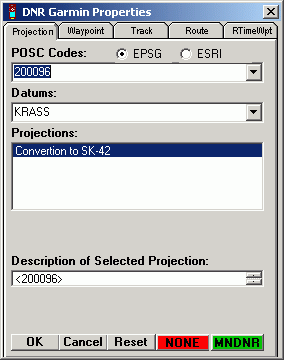 DNR Garmin Properties
Projection Waypoint Track Route RTimeWpt
POSC Codes: EPSG ESRI
200096
Datums:
KRASS
Projections:
Convertion to SK-42
Description of Selected Projection:
<200096>
OK Cancel Reset NONE MNDNR